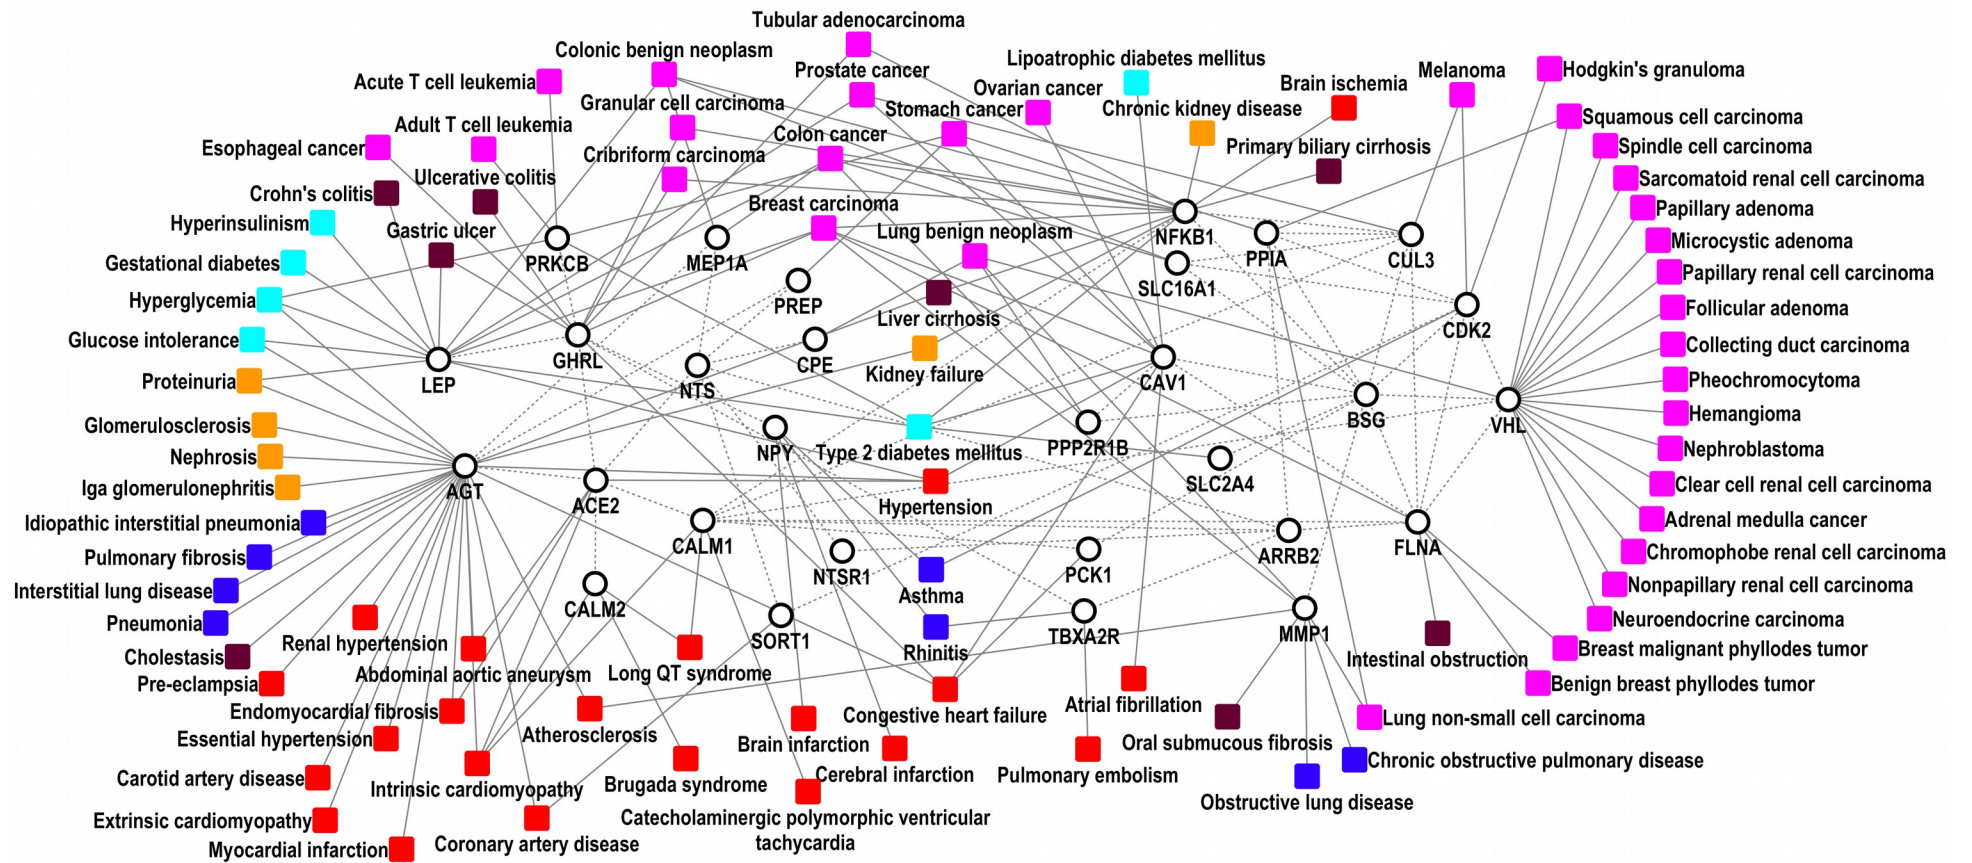 Tubular adenocarcinoma
Colonic benign neoplasm
Lipoatrophic diabetes mellitus
Prostate cancer
Melanoma
Hodgkin's granuloma
Acute T cell leukemia
Brain ischemia
Ovarian cancer
Granular cell carcinoma
Stomach cancer
Chronic kidney disease
Squamous cell carcinoma
Adult T cell leukemia
Colon cancer
Esophageal cancer
Primary biliary cirrhosis
Spindle cell carcinoma
Cribriform carcinoma
Ulcerative colitis
Sarcomatoid renal cell carcinoma
Crohn's colitis
Breast carcinoma
Papillary adenoma
Hyperinsulinism
Gastric ulcer
Lung benign neoplasm
NFKB1
Microcystic adenoma
Gestational diabetes
PRKCB
MEP1A
PPIA
CUL3
Papillary renal cell carcinoma
SLC16A1
Hyperglycemia
PREP
Follicular adenoma
Liver cirrhosis
CDK2
Glucose intolerance
Collecting duct carcinoma
GHRL
CPE
Kidney failure
Proteinuria
LEP
NTS
CAV1
Pheochromocytoma
Hemangioma
Glomerulosclerosis
BSG
VHL
Nephrosis
NPY
Type 2 diabetes mellitus
PPP2R1B
Nephroblastoma
Iga glomerulonephritis
AGT
SLC2A4
Clear cell renal cell carcinoma
ACE2
Hypertension
Idiopathic interstitial pneumonia
Adrenal medulla cancer
CALM1
ARRB2
FLNA
Pulmonary fibrosis
Chromophobe renal cell carcinoma
NTSR1
PCK1
Interstitial lung disease
Asthma
Nonpapillary renal cell carcinoma
CALM2
Pneumonia
Neuroendocrine carcinoma
Renal hypertension
SORT1
Rhinitis
TBXA2R
MMP1
Cholestasis
Intestinal obstruction
Breast malignant phyllodes tumor
Abdominal aortic aneurysm
Long QT syndrome
Pre-eclampsia
Benign breast phyllodes tumor
Endomyocardial fibrosis
Atrial fibrillation
Congestive heart failure
Lung non-small cell carcinoma
Essential hypertension
Atherosclerosis
Brain infarction
Oral submucous fibrosis
Chronic obstructive pulmonary disease
Carotid artery disease
Intrinsic cardiomyopathy
Brugada syndrome
Cerebral infarction
Pulmonary embolism
Obstructive lung disease
Extrinsic cardiomyopathy
Catecholaminergic polymorphic ventricular
tachycardia
Myocardial infarction
Coronary artery disease